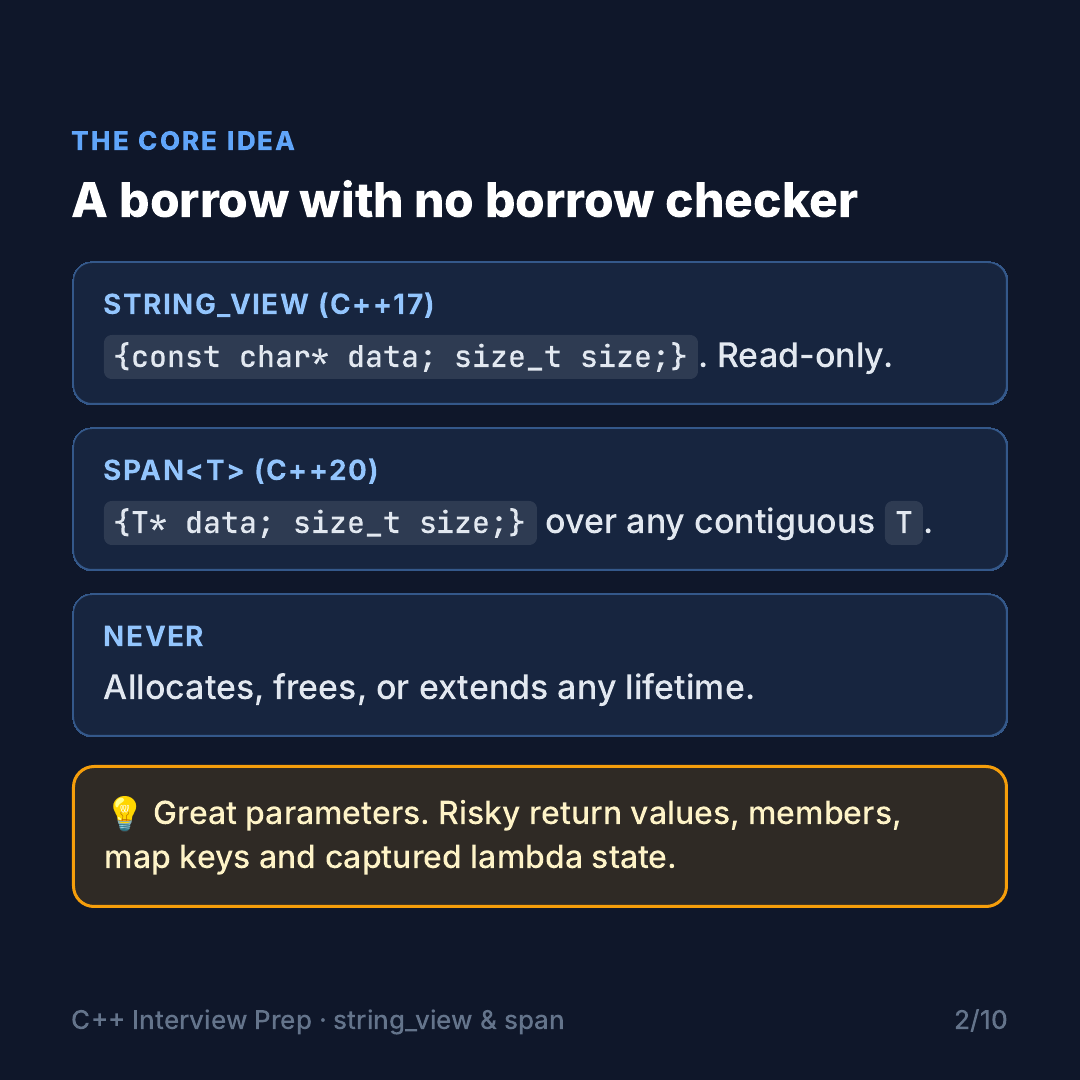 THE CORE IDEA
A borrow with no borrow checker
STRING_VIEW (C++17)
{const char* data; size_t size;}. Read-only.
SPAN<T> (C++20)
{T* data; size_t size;} over any contiguous T.
NEVER
Allocates, frees, or extends any lifetime.
💡 Great parameters. Risky return values, members,
map keys and captured lambda state.
C++ Interview Prep · string_view & span
2/10